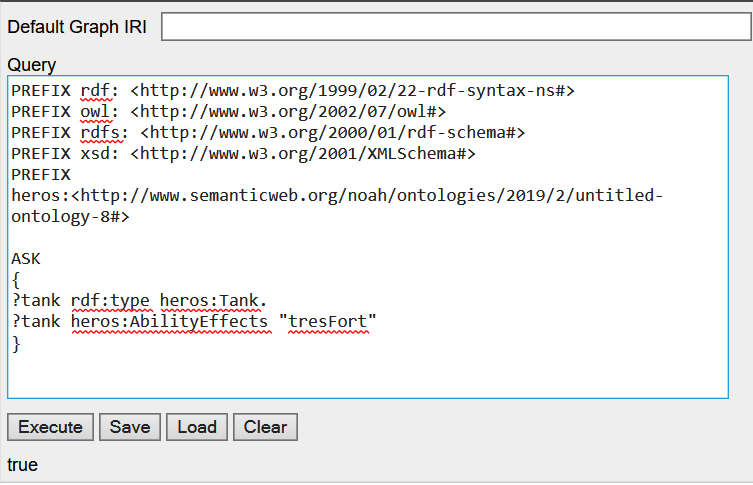 Default Graph IRI
Query
PREFIX rdf: <http://www.w3.org/1999/02/22-rdf-syntax-ns#>
PREFIX owl: <http://www.w3.org/2002/07/owl#>
PREFIX rdfs: <http://www.w3.org/2000/01/rdf-schema#>
PREFIX xsd: <http://www.w3.org/2001/XMLSchema#>
PREFIX
heros:<http://www.semanticweb.org/noah/ontologies/2019/2/untitled-
ontology-8#>
ASK
{
?tank rdf:type heros:Tank.
?tank heros:AbilityEffects "tresFort"
}
Execute Save Load Clear
true